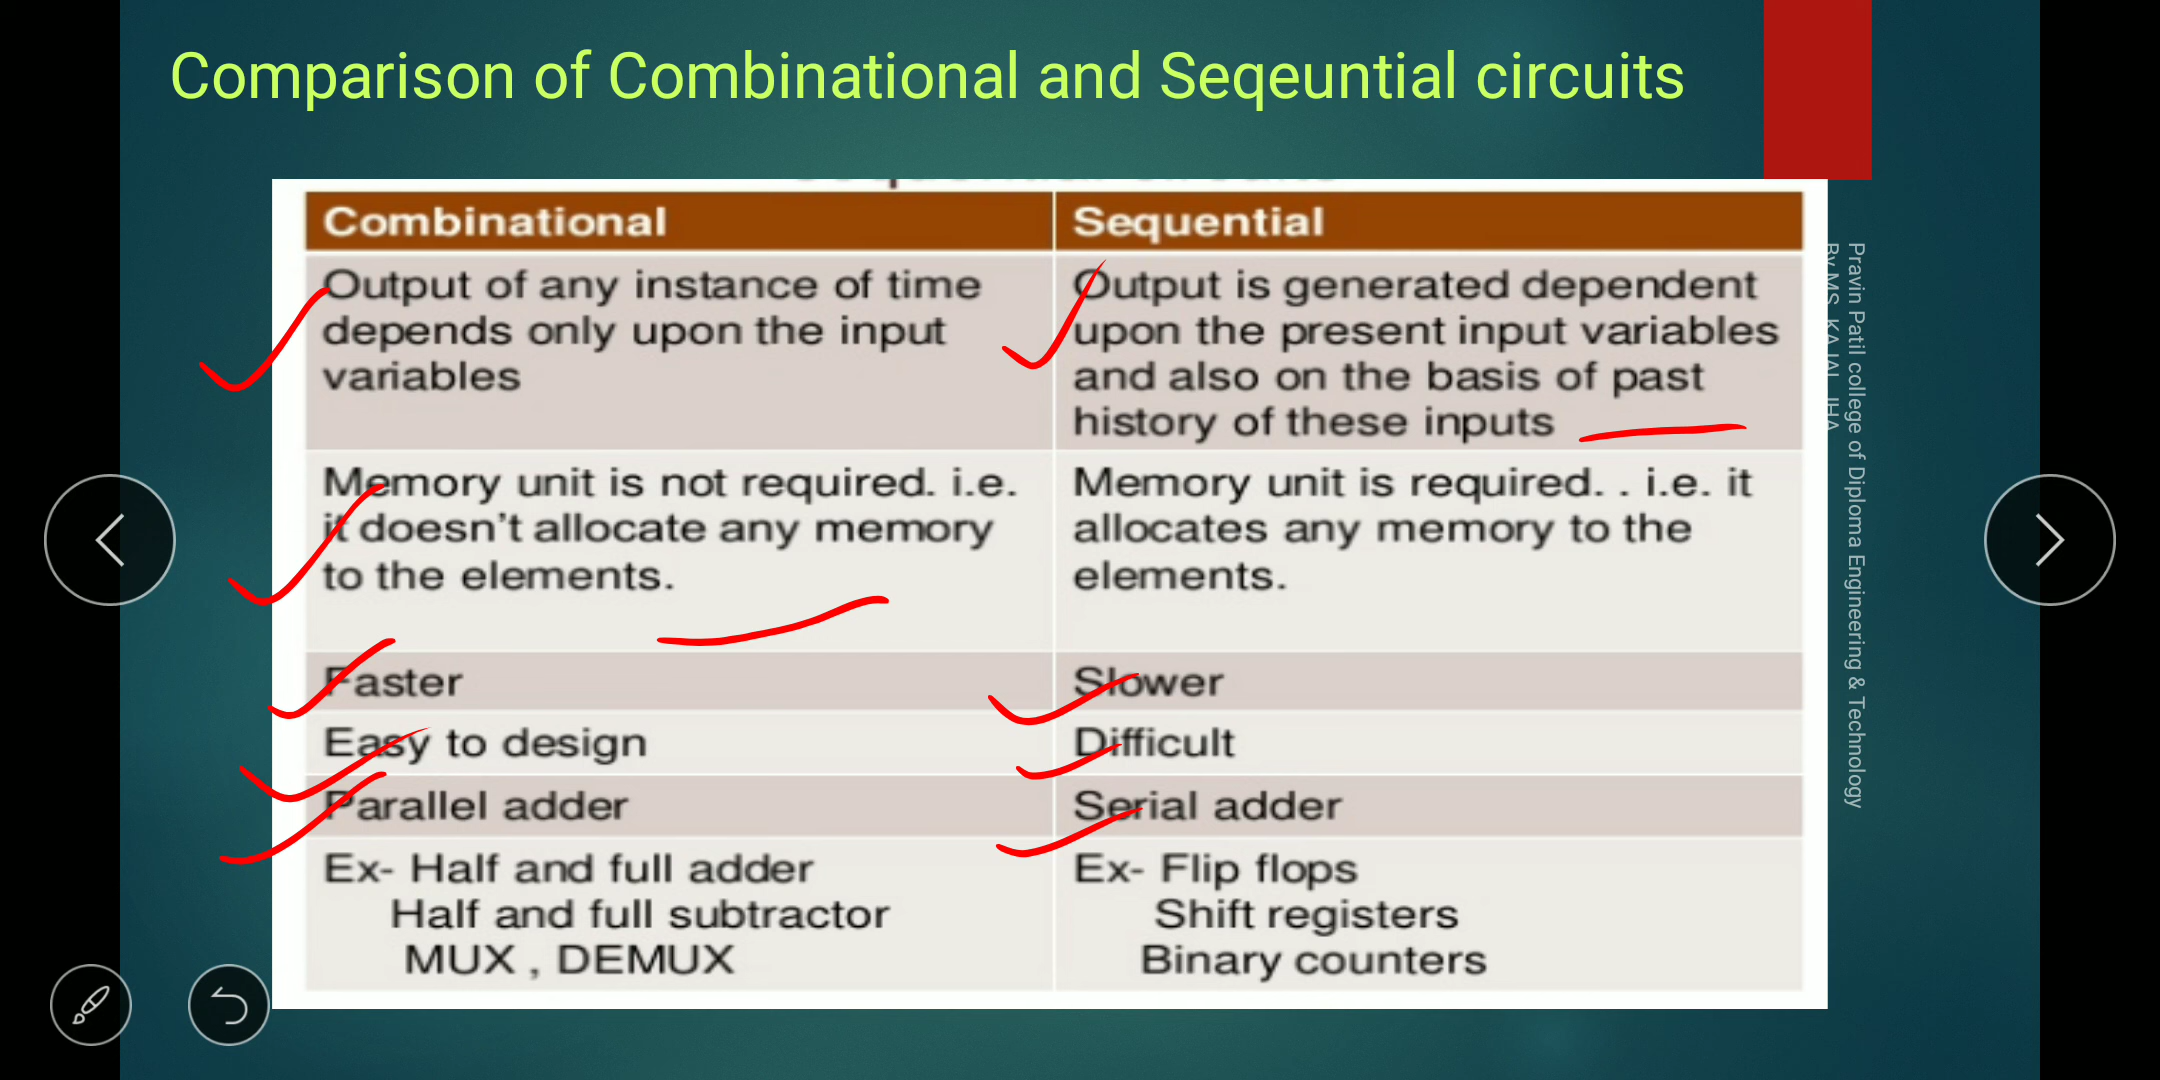 Comparison of Combinational and Seqeuntial circuits
Combinational
Sequential
Output of any instance of time
depends only upon the input
variables
Output is generated dependent
upon the present input variables
and also on the basis of past
history of these inputs
Memory unit is not required. i.e.
it doesn't allocate any memory
to the elements.
Memory unit is required. . i.e. it
allocates any memory to the
elements.
Faster
Slower
Easy to design
Difficult
Parallel adder
Serial adder
Ex- Half and full adder
Half and full subtractor
MUX , DEMUX
Ex- Flip flops
Shift registers
Binary counters
Pravin Patil college of Diploma Engineering & Technology
By MS. KAJAL JHA